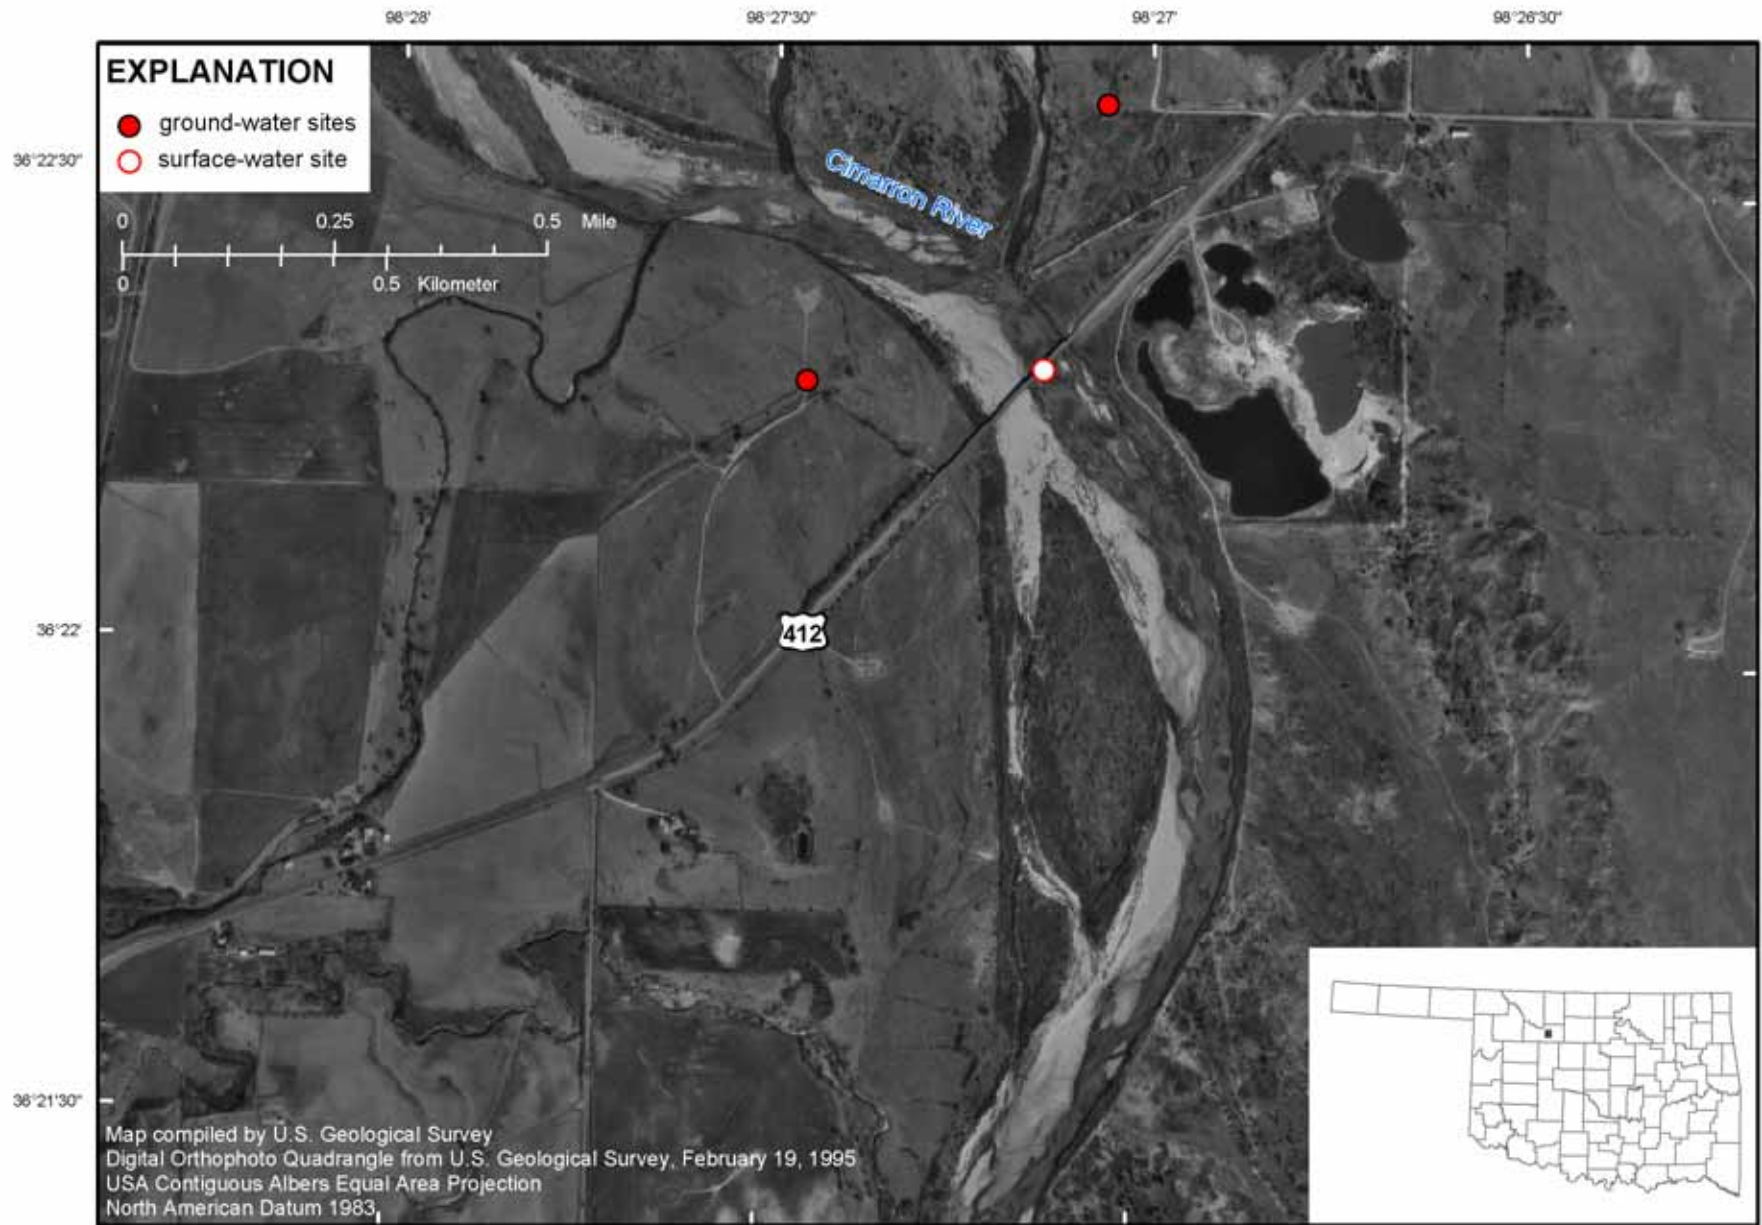 98°28' 98°27'30" 98°27' 98°26'30"
EXPLANATION
ground-water sites
surface-water site
36°22'30"
Cimarron River
0 0.25 0.5 Mile
0 0.5 Kilometer
36°22'
412
36°21'30"
Map compiled by U.S. Geological Survey
Digital Orthophoto Quadrangle from U.S. Geological Survey, February 19, 1995
USA Contiguous Albers Equal Area Projection
North American Datum 1983